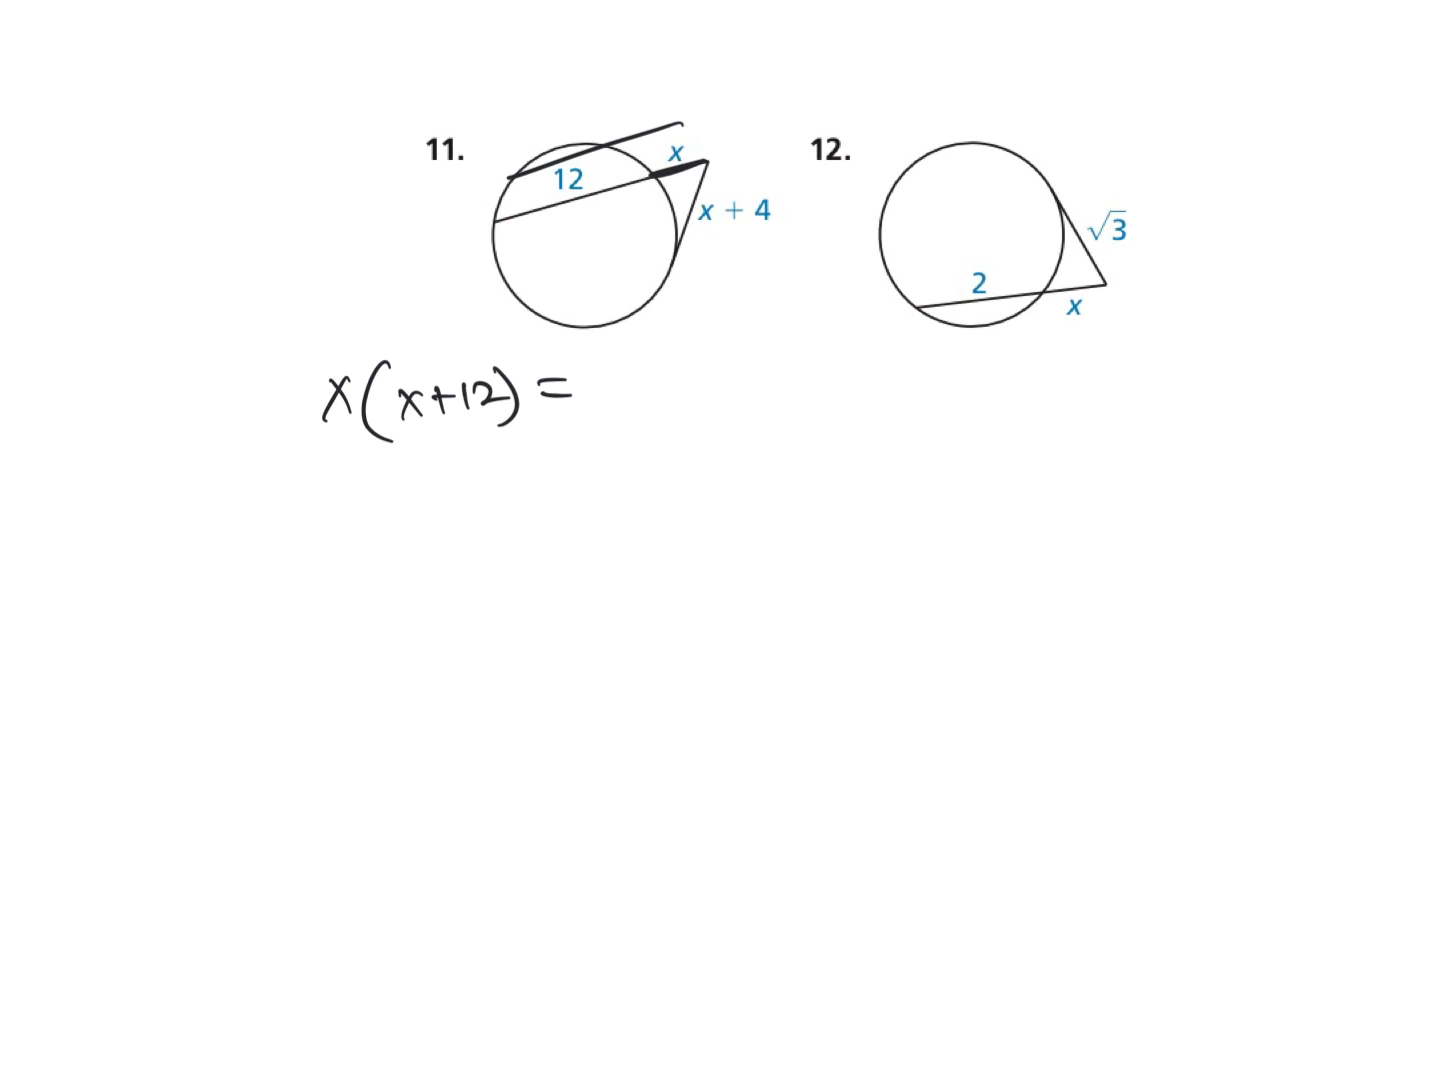 11.
12
x
x + 4
12.
√3
2
x
x(x+12) =